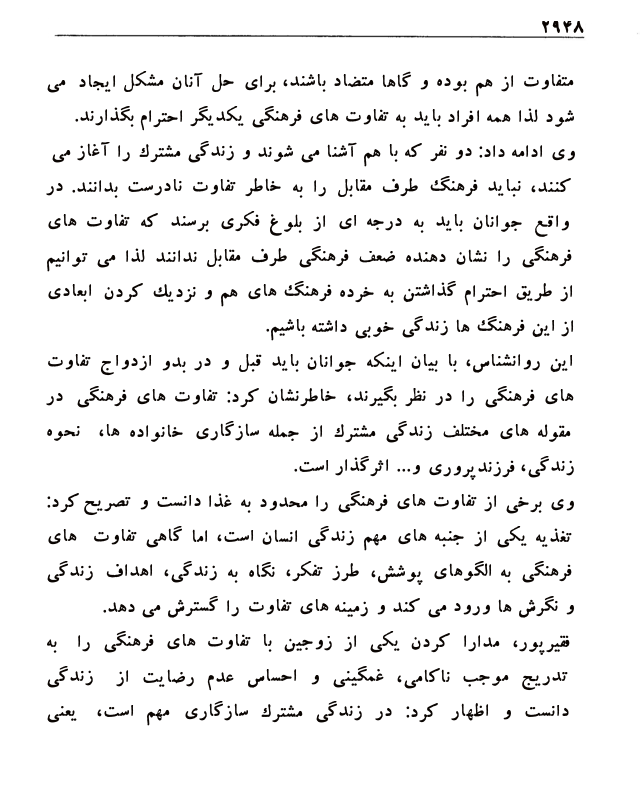 ۲۹۴۸
متفاوت از هم بوده و گاها متضاد باشند، برای حل آنان مشکل ایجاد می
شود لذا همه افراد باید به تفاوت های فرهنگی یکدیگر احترام بگذارند.
وی ادامه داد: دو نفر که با هم آشنا می شوند و زندگی مشترك را آغاز می
کنند، نباید فرهنگ طرف مقابل را به خاطر تفاوت نادرست بدانند. در
واقع جوانان باید به درجه ای از بلوغ فکری برسند که تفاوت های
فرهنگی را نشان دهنده ضعف فرهنگی طرف مقابل ندانند لذا می توانیم
از طریق احترام گذاشتن به خرده فرهنگ های هم و نزدیك کردن ابعادی
از این فرهنگ ها زندگی خوبی داشته باشیم.
این روانشناس، با بیان اینکه جوانان باید قبل و در بدو ازدواج تفاوت
های فرهنگی را در نظر بگیرند، خاطرنشان کرد: تفاوت های فرهنگی در
مقوله های مختلف زندگی مشترك از جمله سازگاری خانواده ها، نحوه
زندگی، فرزندپروری و... اثرگذار است.
وی برخی از تفاوت های فرهنگی را محدود به غذا دانست و تصریح کرد:
تغذیه یکی از جنبه های مهم زندگی انسان است، اما گاهی تفاوت های
فرهنگی به الگوهای پوشش، طرز تفکر، نگاه به زندگی، اهداف زندگی
و نگرش ها ورود می کند و زمینه های تفاوت را گسترش می دهد.
فقیرپور، مدارا کردن یکی از زوجین با تفاوت های فرهنگی را به
تدریج موجب ناکامی، غمگینی و احساس عدم رضایت از زندگی
دانست و اظهار کرد: در زندگی مشترك سازگاری مهم است، یعنی